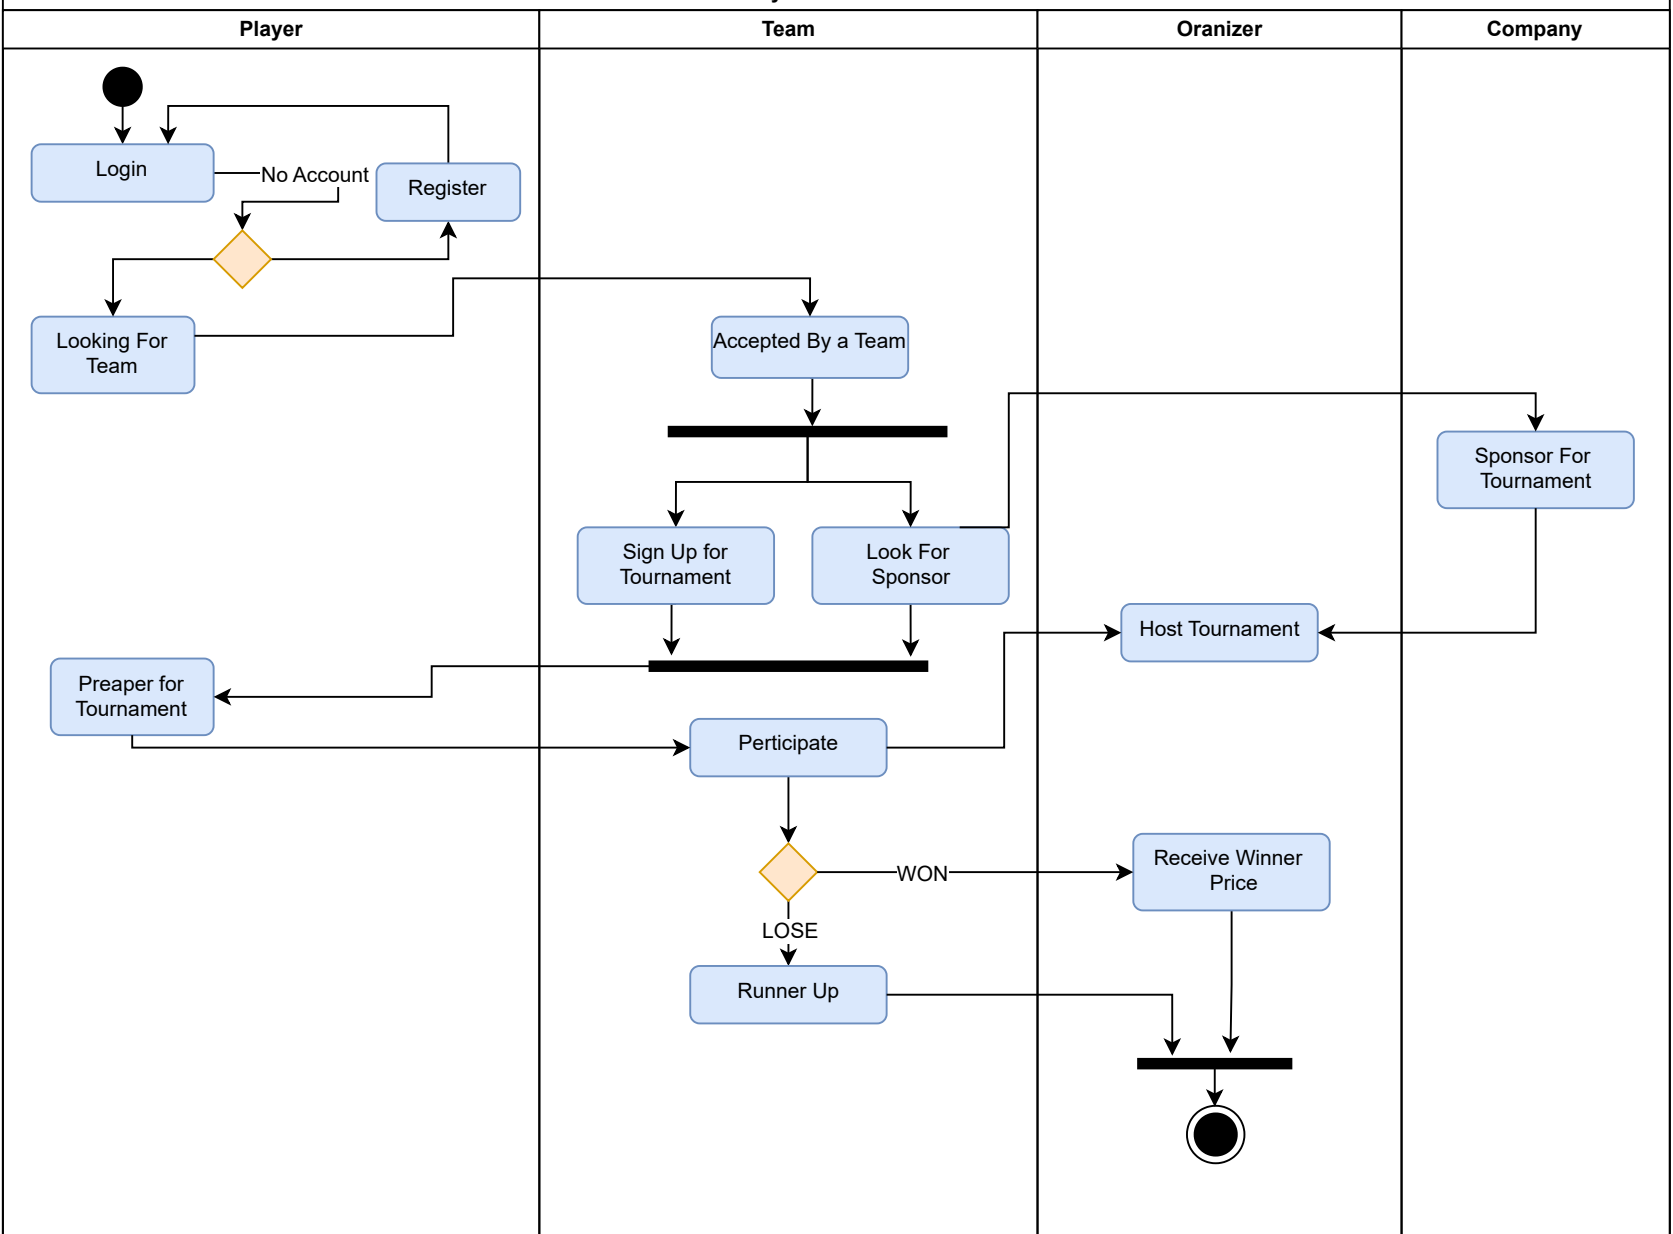 Player
Team
Oranizer
Company
Login
No Account
Register
Looking For
Team
Accepted By a Team
Sponsor For
Tournament
Sign Up for
Tournament
Look For
Sponsor
Host Tournament
Preaper for
Tournament
Perticipate
WON
Receive Winner
Price
LOSE
Runner Up